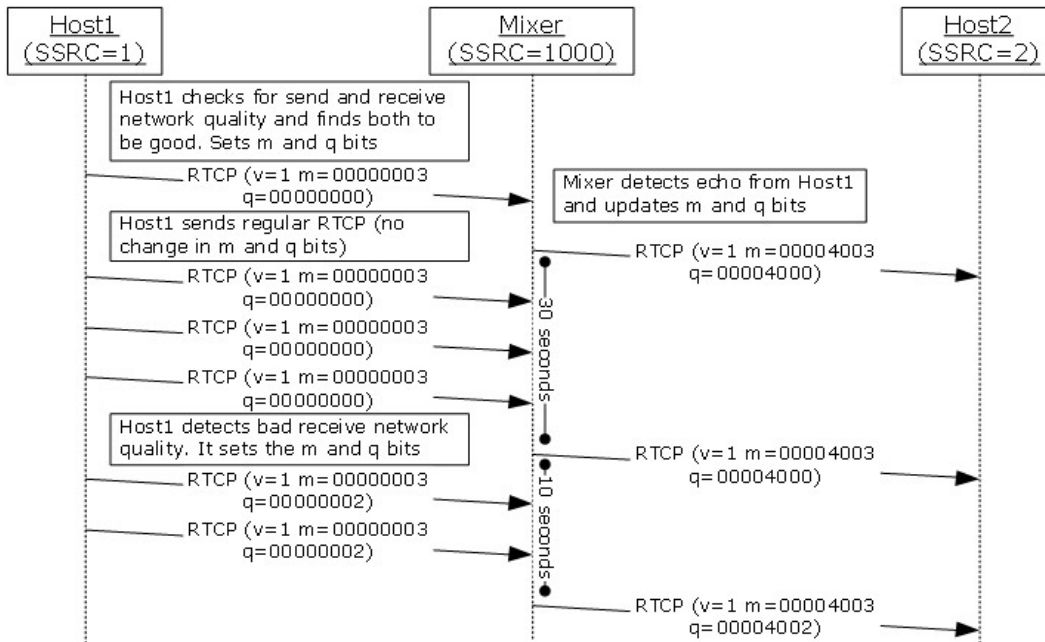 Host1
(SSRC=1)
Mixer
(SSRC=1000)
Host2
(SSRC=2)
Host1 checks for send and receive
network quality and finds both to
be good. Sets m and q bits
RTCP (v=1 m=00000003
q=00000000)
Mixer detects echo from Host1
and updates m and q bits
Host1 sends regular RTCP (no
change in m and q bits)
RTCP (v=1 m=00004003
q=00004000)
RTCP (v=1 m=00000003
q=00000000)
30 seconds
RTCP (v=1 m=00000003
q=00000000)
RTCP (v=1 m=00000003
q=00000000)
Host1 detects bad receive network
quality. It sets the m and q bits
RTCP (v=1 m=00004003
q=00004000)
RTCP (v=1 m=00000003
q=00000002)
10 seconds
RTCP (v=1 m=00000003
q=00000002)
RTCP (v=1 m=00004003
q=00004002)